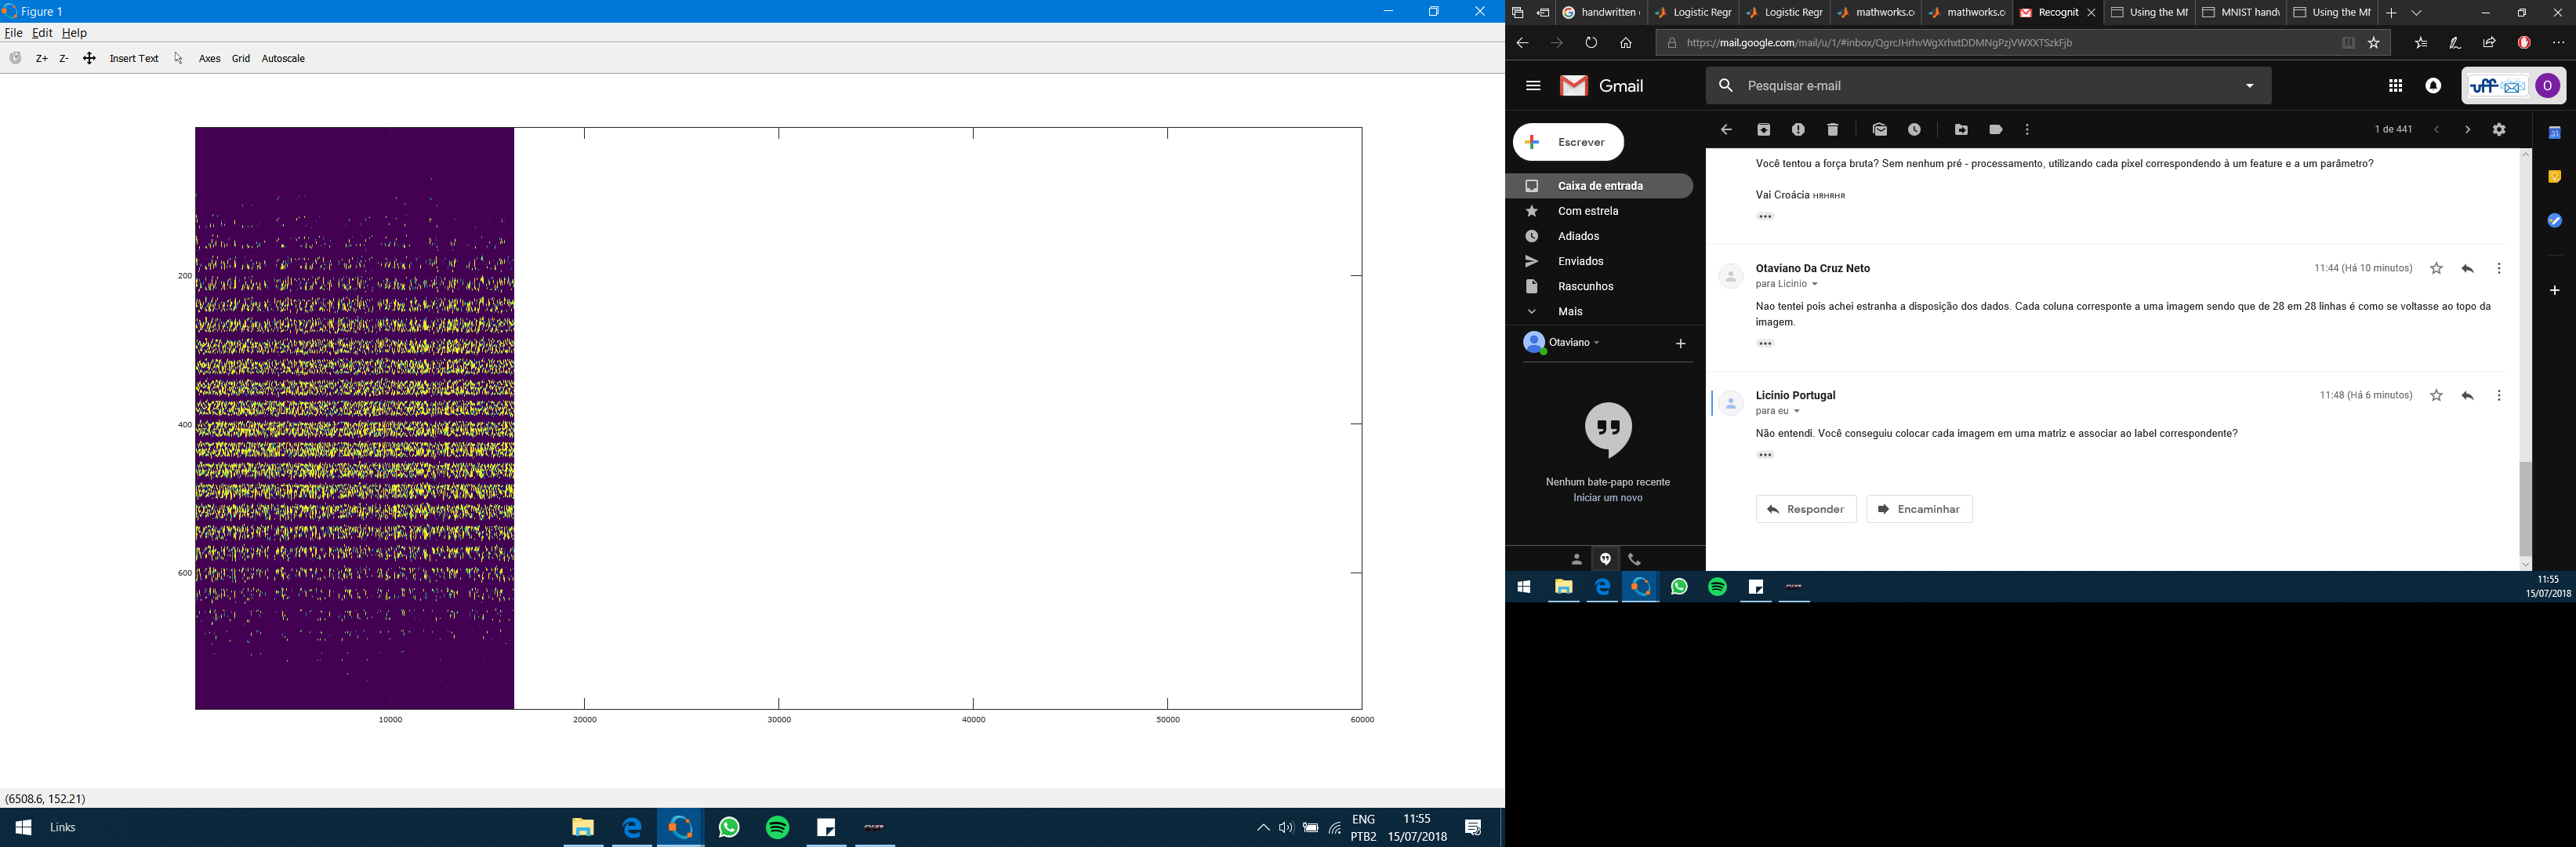 Figure 1
File Edit Help
Z+ Z- Insert Text Axes Grid Autoscale
200
400
600
10000 20000 30000 40000 50000 60000
(6508.6, 152.21)
Links
ENG
PTB2
11:55
15/07/2018
handwritten
Logistic Regr
Logistic Regr
mathworks.c
mathworks.c
Recognit
Using the MN
MNIST hand
Using the MN
https://mail.google.com/mail/u/1/#inbox/QgrcJHrhvWgXrhxtDDMNgPzjVWXXTSzkFjb
Gmail
Pesquisar e-mail
uff
O
Escrever
1 de 441
Caixa de entrada
Com estrela
Adiados
Enviados
Rascunhos
Mais
Otaviano
Nenhum bate-papo recente
Iniciar um novo
Você tentou a força bruta? Sem nenhum pré - processamento, utilizando cada pixel correspondendo à um feature e a um parâmetro?
Vai Croácia HRHRHR
Otaviano Da Cruz Neto
11:44 (Há 10 minutos)
para Licinio
Nao tentei pois achei estranha a disposição dos dados. Cada coluna corresponte a uma imagem sendo que de 28 em 28 linhas é como se voltasse ao topo da
imagem.
Licinio Portugal
11:48 (Há 6 minutos)
para eu
Não entendi. Você conseguiu colocar cada imagem em uma matriz e associar ao label correspondente?
Responder
Encaminhar
31
11:55
15/07/2018